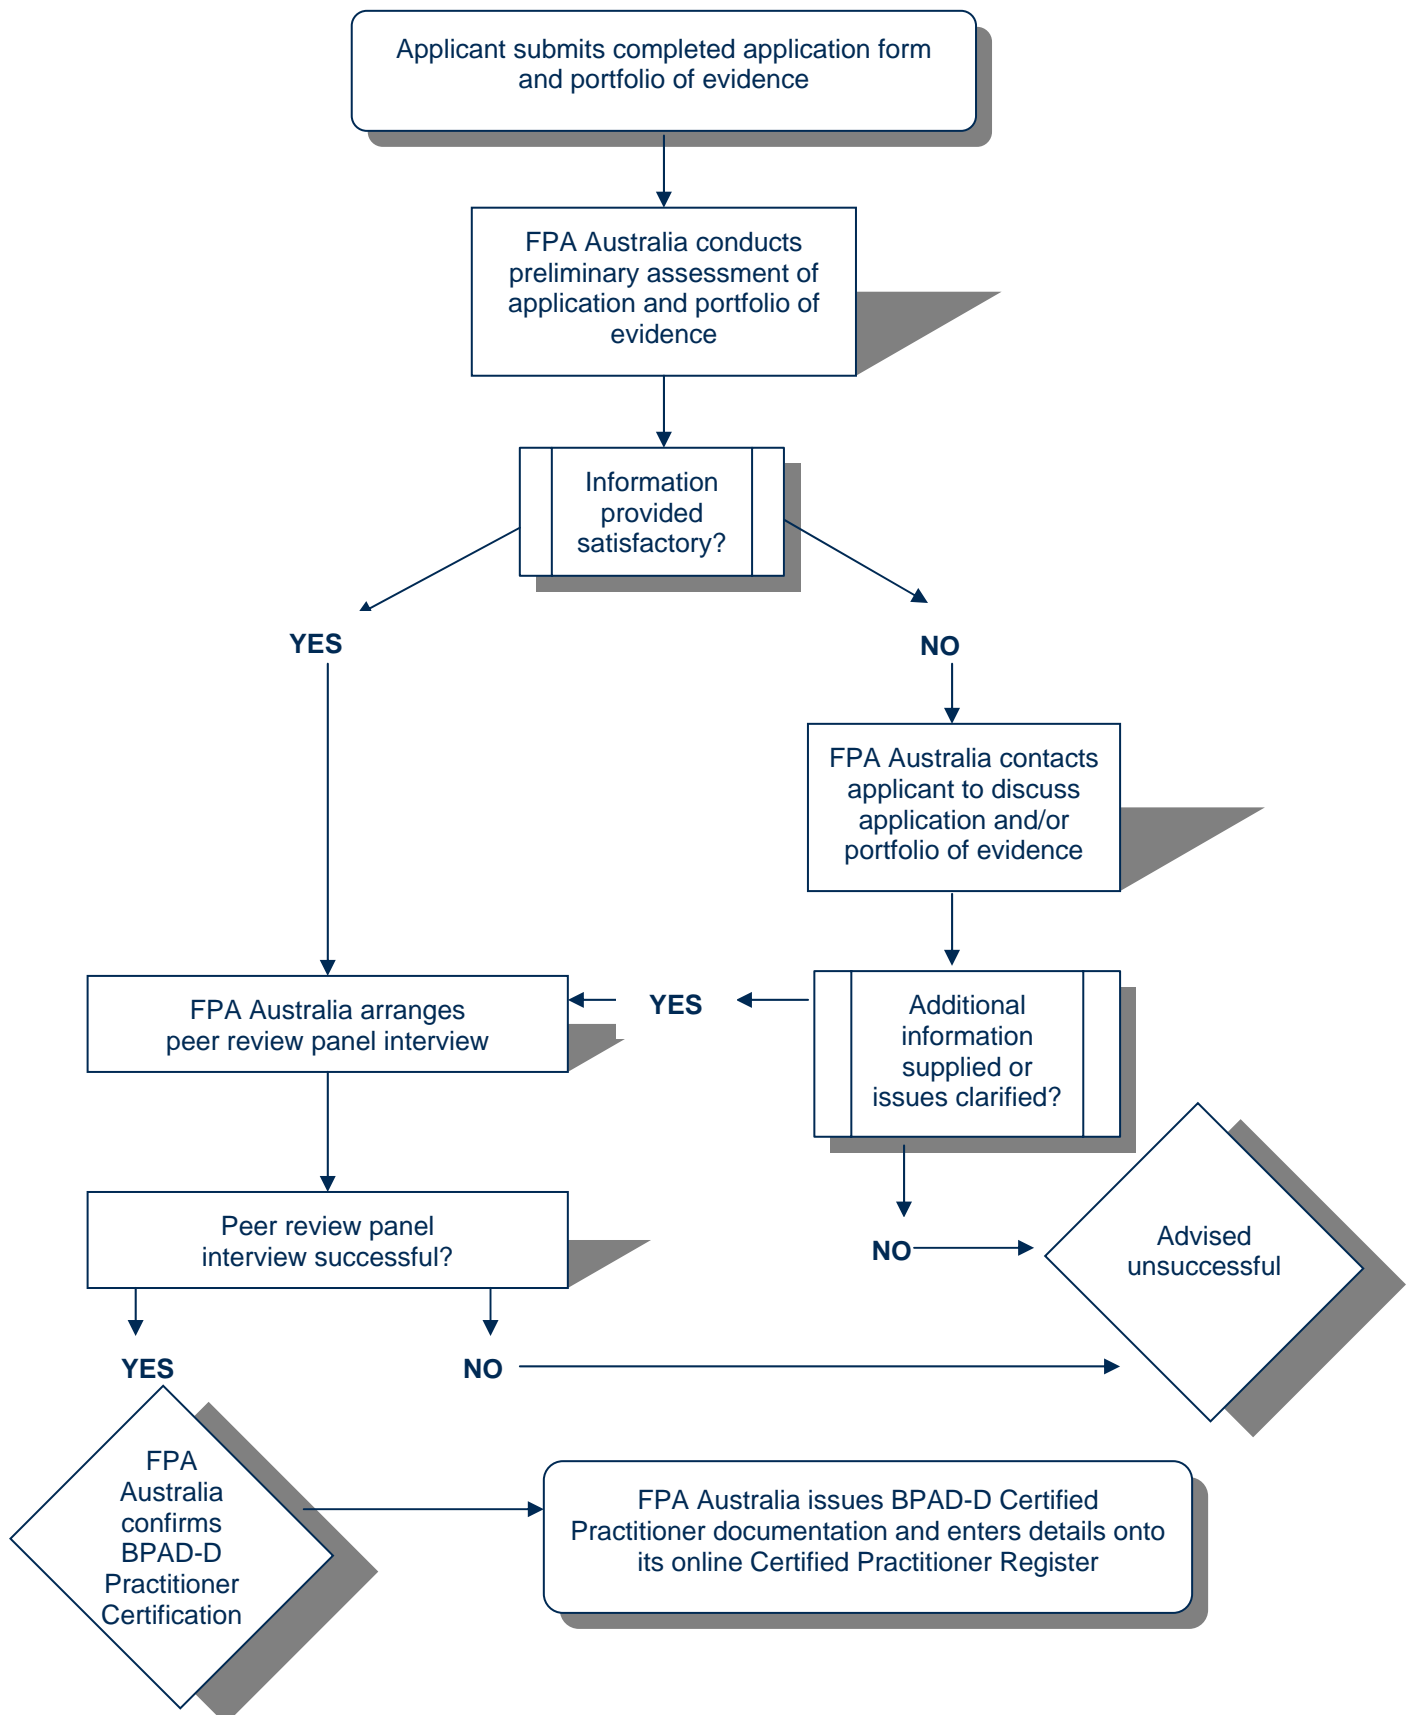 Applicant submits completed application form
and portfolio of evidence
FPA Australia conducts
preliminary assessment of
application and portfolio of
evidence
Information
provided
satisfactory?
YES
NO
FPA Australia contacts
applicant to discuss
application and/or
portfolio of evidence
FPA Australia arranges
peer review panel interview
YES
Additional
information
supplied or
issues clarified?
Peer review panel
interview successful?
NO
Advised
unsuccessful
YES
NO
FPA
Australia
confirms
BPAD-D
Practitioner
Certification
FPA Australia issues BPAD-D Certified
Practitioner documentation and enters details onto
its online Certified Practitioner Register